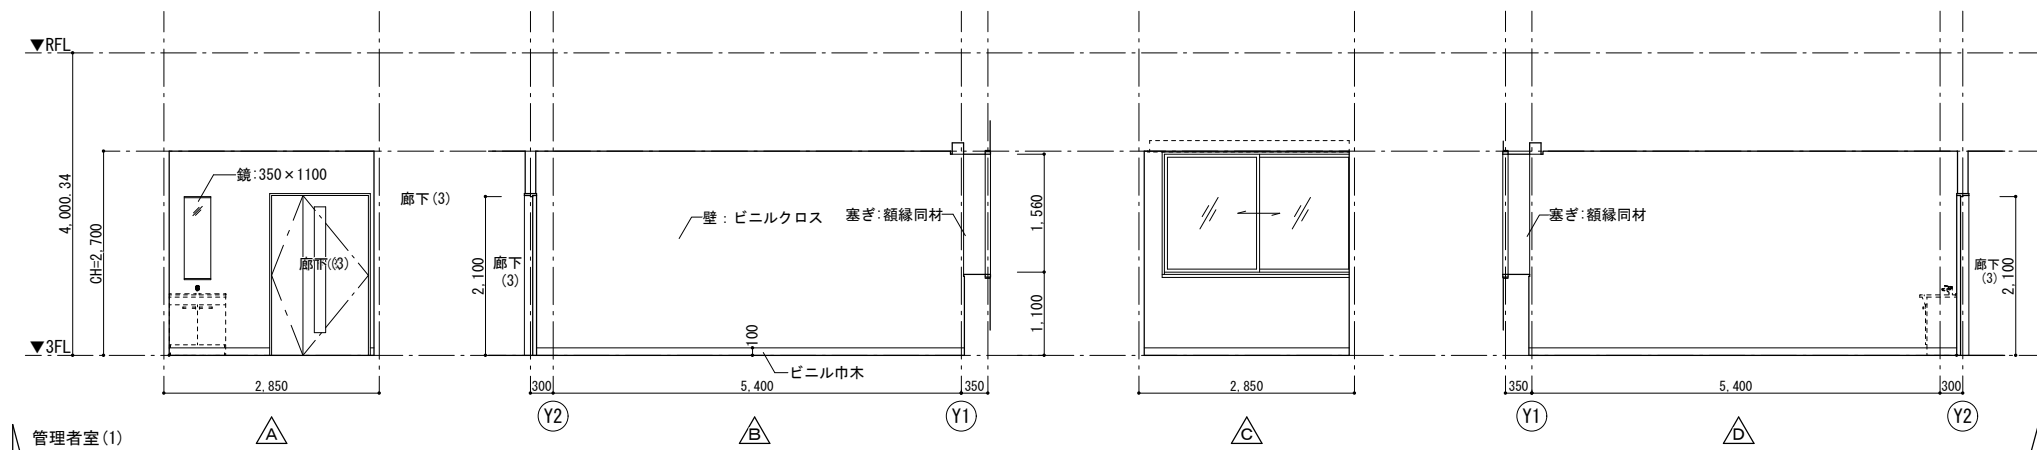 ▼RFL
4,000.34
CH=2,700
鏡:350×1100
廊下(3)
▼3FL
2,850
A
管理者室(1)
廊下(3)
2,100
廊下
(3)
壁：ビニルクロス
塞ぎ:額縁同材
100
ビニル巾木
1,560
1,100
300
5,400
350
Y2
B
Y1
2,850
C
塞ぎ:額縁同材
廊下
(3)
2,100
350
5,400
300
Y1
D
Y2